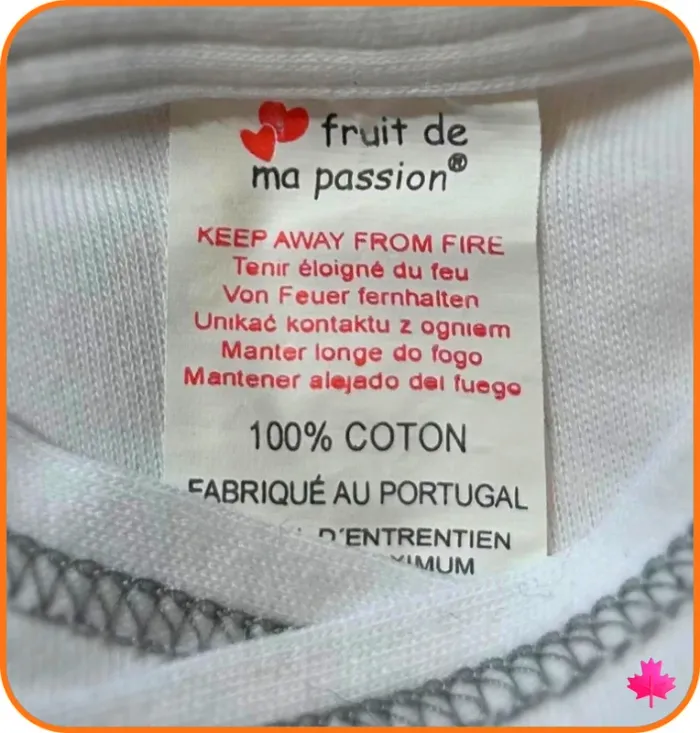 fruit de
ma passion®
KEEP AWAY FROM FIRE
Tenir éloigné du feu
Von Feuer fernhalten
Unikać kontaktu z ogniem
Manter longe do fogo
Mantener alejado del fuego
100% COTON
FABRIQUÉ AU PORTUGAL
D'ENTRENTIEN